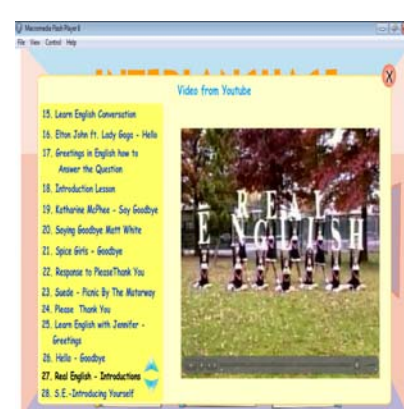 Macromedia Flash Player 8
File View Control Help
INTERLANGUAGE
Video from Youtube
X
15. Learn English Conversation
16. Elton John ft. Lady Gaga - Hello
17. Greetings in English how to
Answer the Question
18. Introduction Lesson
19. Katharine McPhee - Say Goodbye
20. Saying Goodbye Matt White
21. Spice Girls - Goodbye
22. Response to PleaseThank You
23. Suede - Picnic By The Motorway
24. Please Thank You
25. Learn English with Jennifer -
Greetings
26. Hello - Goodbye
27. Real English - Introductions
28. S.E.-Introducing Yourself
REAL
ENGLISH